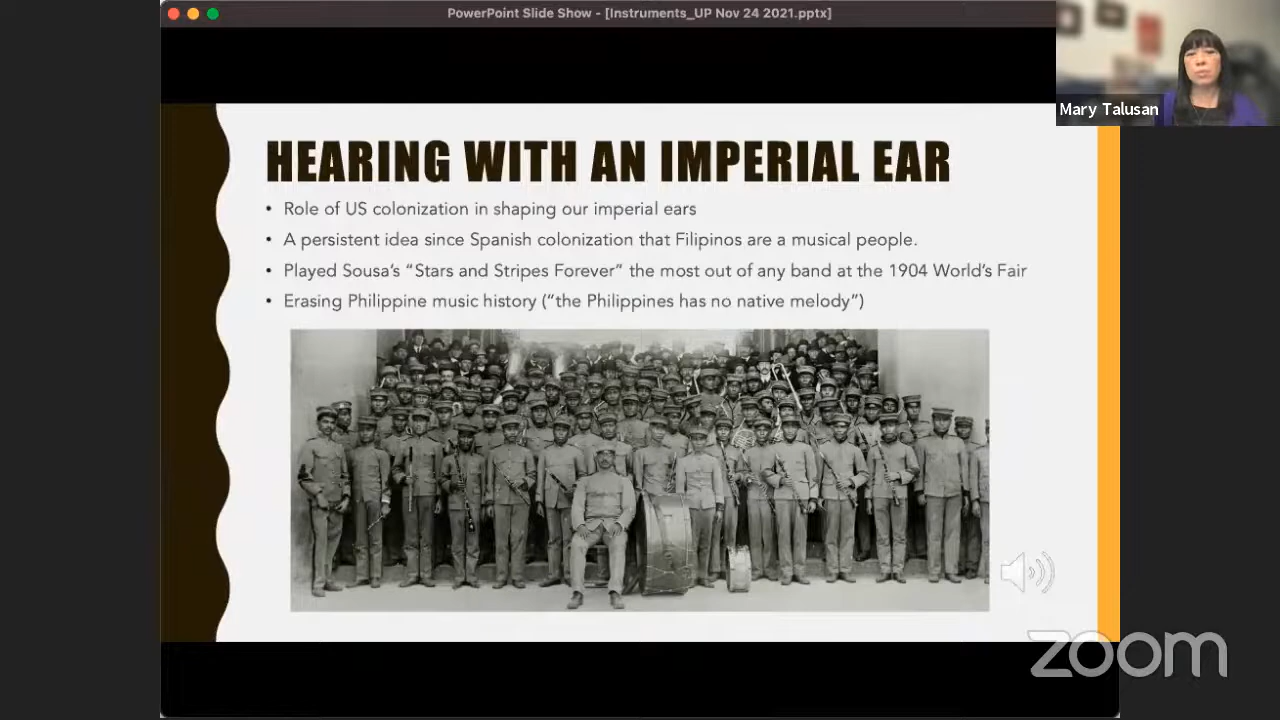 PowerPoint Slide Show - [Instruments_UP Nov 24 2021.pptx]
Mary Talusan
HEARING WITH AN IMPERIAL EAR
• Role of US colonization in shaping our imperial ears
• A persistent idea since Spanish colonization that Filipinos are a musical people.
• Played Sousa's “Stars and Stripes Forever” the most out of any band at the 1904 World's Fair
• Erasing Philippine music history (“the Philippines has no native melody”)
zoom